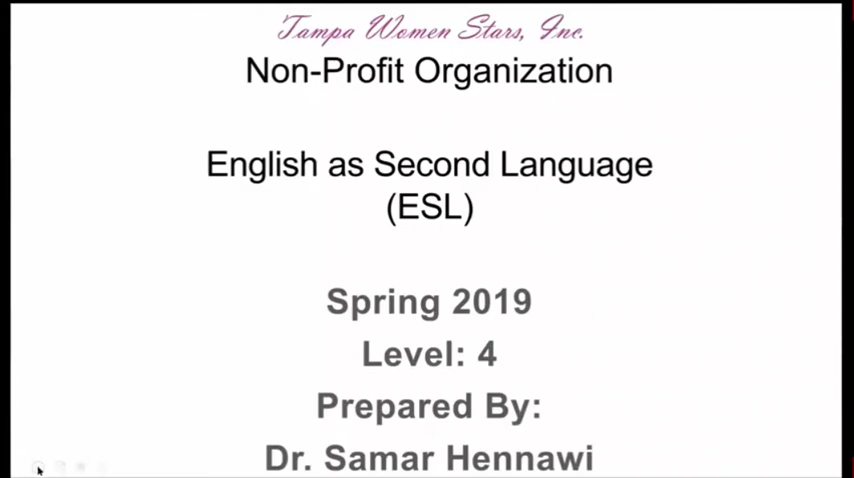 Tampa Women Stars, Inc.
Non-Profit Organization
English as Second Language
(ESL)
Spring 2019
Level: 4
Prepared By:
Dr. Samar Hennawi